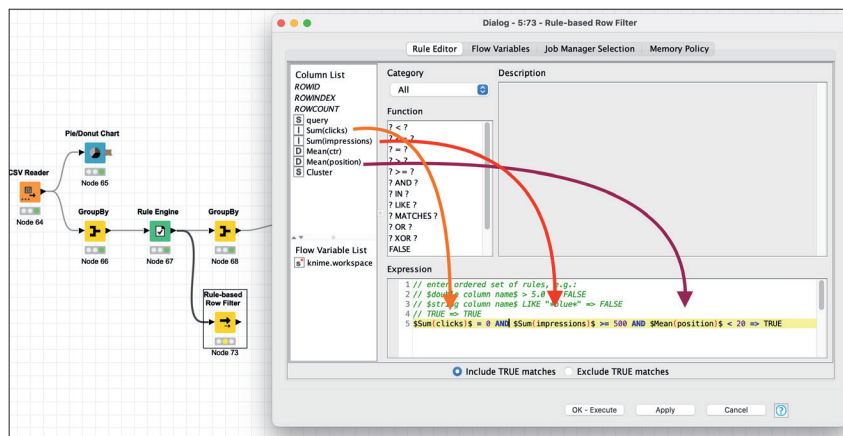 Dialog - 5:73 - Rule-based Row Filter
Rule Editor Flow Variables Job Manager Selection Memory Policy
Column List
ROWID
ROWINDEX
ROWCOUNT
S query
I Sum(clicks)
I Sum(impressions)
D Mean(ctr)
D Mean(position)
S Cluster
Flow Variable List
s knime.workspace
Category
All
Function
? < ?
? = ?
? > ?
? >= ?
? AND ?
? IN ?
? LIKE ?
? MATCHES ?
? OR ?
? XOR ?
FALSE
Description
Expression
1 // enter ordered set of rules, e.g.:
2 // $double column name$ > 5.0 FALSE
3 // $string column name$ LIKE "*blue*" => FALSE
4 // TRUE => TRUE
5 $Sum(clicks)$ = 0 AND $Sum(impressions)$ >= 500 AND $Mean(position)$ < 20 => TRUE
Include TRUE matches Exclude TRUE matches
OK - Execute Apply Cancel ?
Pie/Donut Chart
Node 65
CSV Reader
Node 64
GroupBy
Node 66
Rule Engine
Node 67
GroupBy
Node 68
Rule-based
Row Filter
Node 73